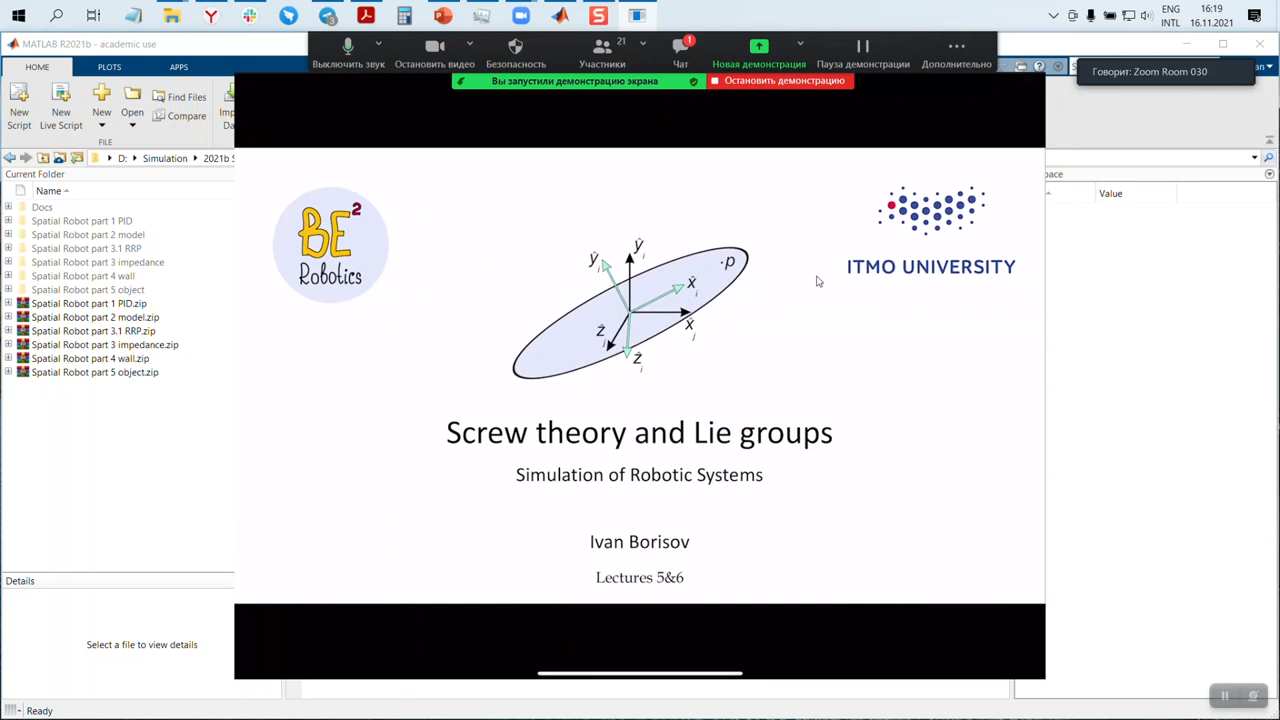 ENG
INTL
16:19
16.11.2021
MATLAB R2021b - academic use
HOME
PLOTS
APPS
New Script
New Live Script
New
Open
Find Files
Compare
FILE
21
1
Выключить звук
Остановить видео
Безопасность
Участники
Чат
Новая демонстрация
Пауза демонстрации
Дополнительно
Вы запустили демонстрацию экрана
Остановить демонстрацию
Говорит: Zoom Room 030
D:
Simulation
2021b
Current Folder
Name
Value
Docs
Spatial Robot part 1 PID
Spatial Robot part 2 model
Spatial Robot part 3.1 RRP
Spatial Robot part 3 impedance
Spatial Robot part 4 wall
Spatial Robot part 5 object
Spatial Robot part 1 PID.zip
Spatial Robot part 2 model.zip
Spatial Robot part 3.1 RRP.zip
Spatial Robot part 3 impedance.zip
Spatial Robot part 4 wall.zip
Spatial Robot part 5 object.zip
BE2
Robotics
ITMO UNIVERSITY
Screw theory and Lie groups
Simulation of Robotic Systems
Ivan Borisov
Lectures 5&6
Details
Select a file to view details
Ready